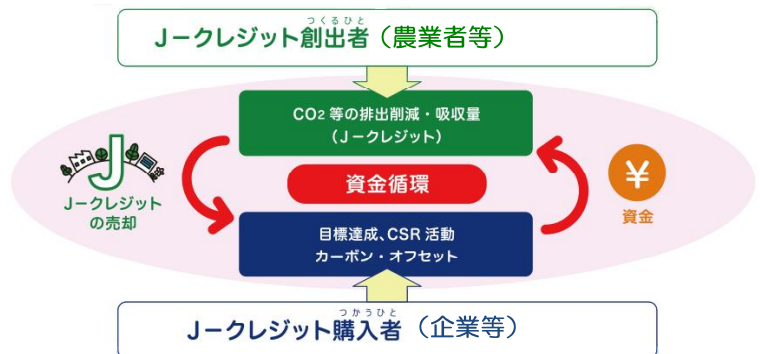 つくるひと
Jークレジット創出者（農業者等）
CO2 等の排出削減・吸収量
（Jークレジット）
J
Jークレジット
の売却
資金循環
¥
資金
目標達成、CSR 活動
カーボン・オフセット
つかうひと
Jークレジット購入者（企業等）